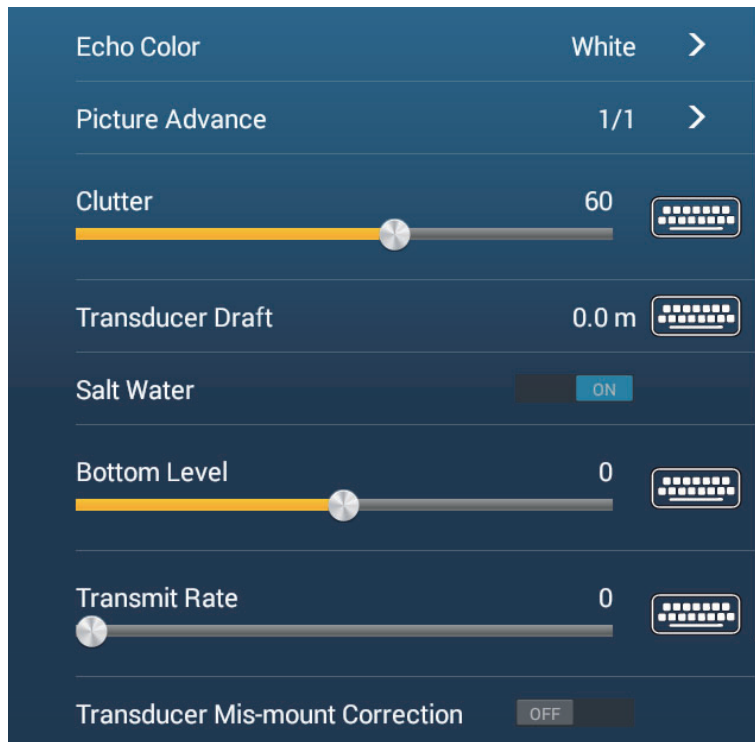 Echo Color White
Picture Advance 1/1
Clutter 60
Transducer Draft 0.0 m
Salt Water ON
Bottom Level 0
Transmit Rate 0
Transducer Mis-mount Correction OFF